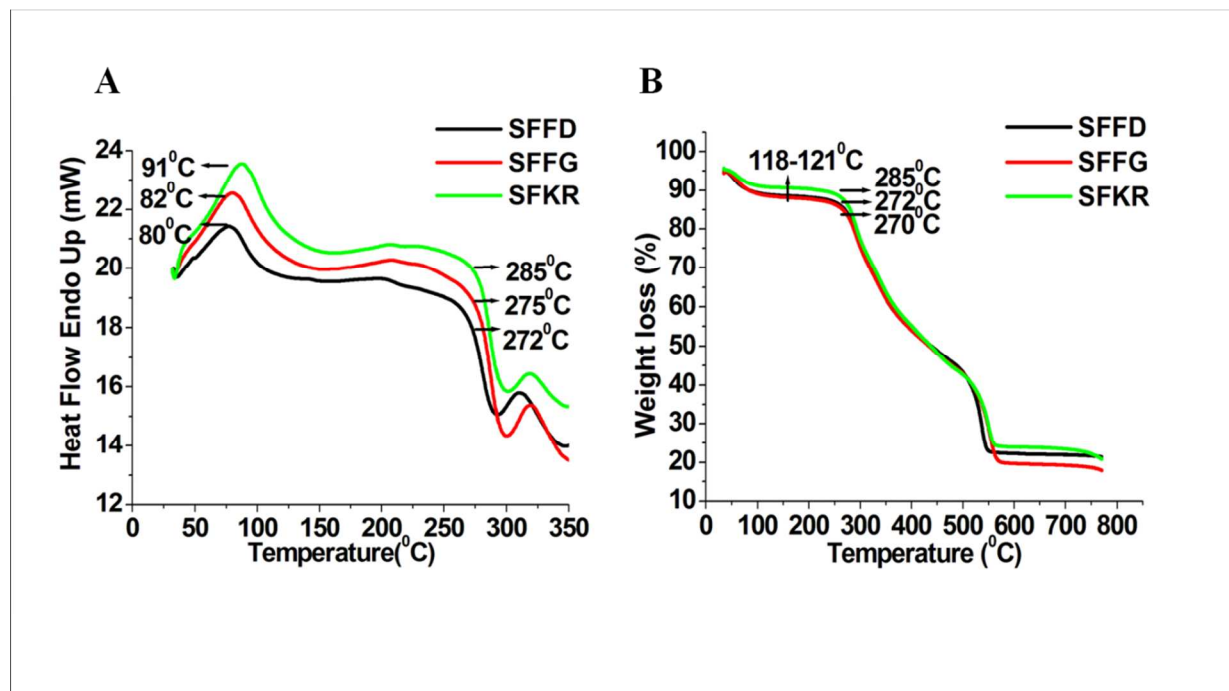 A
SFFD
SFFG
SFKR
Heat Flow Endo Up (mW)
24
22
20
18
16
14
12
91⁰C
82⁰C
80⁰C
285⁰C
275⁰C
272⁰C
0
50
100
150
200
250
300
350
Temperature(⁰C)
B
SFFD
SFFG
SFKR
Weight loss (%)
100
90
80
70
60
50
40
30
20
10
118-121⁰C
285⁰C
272⁰C
270⁰C
0
100
200
300
400
500
600
700
800
Temperature (⁰C)